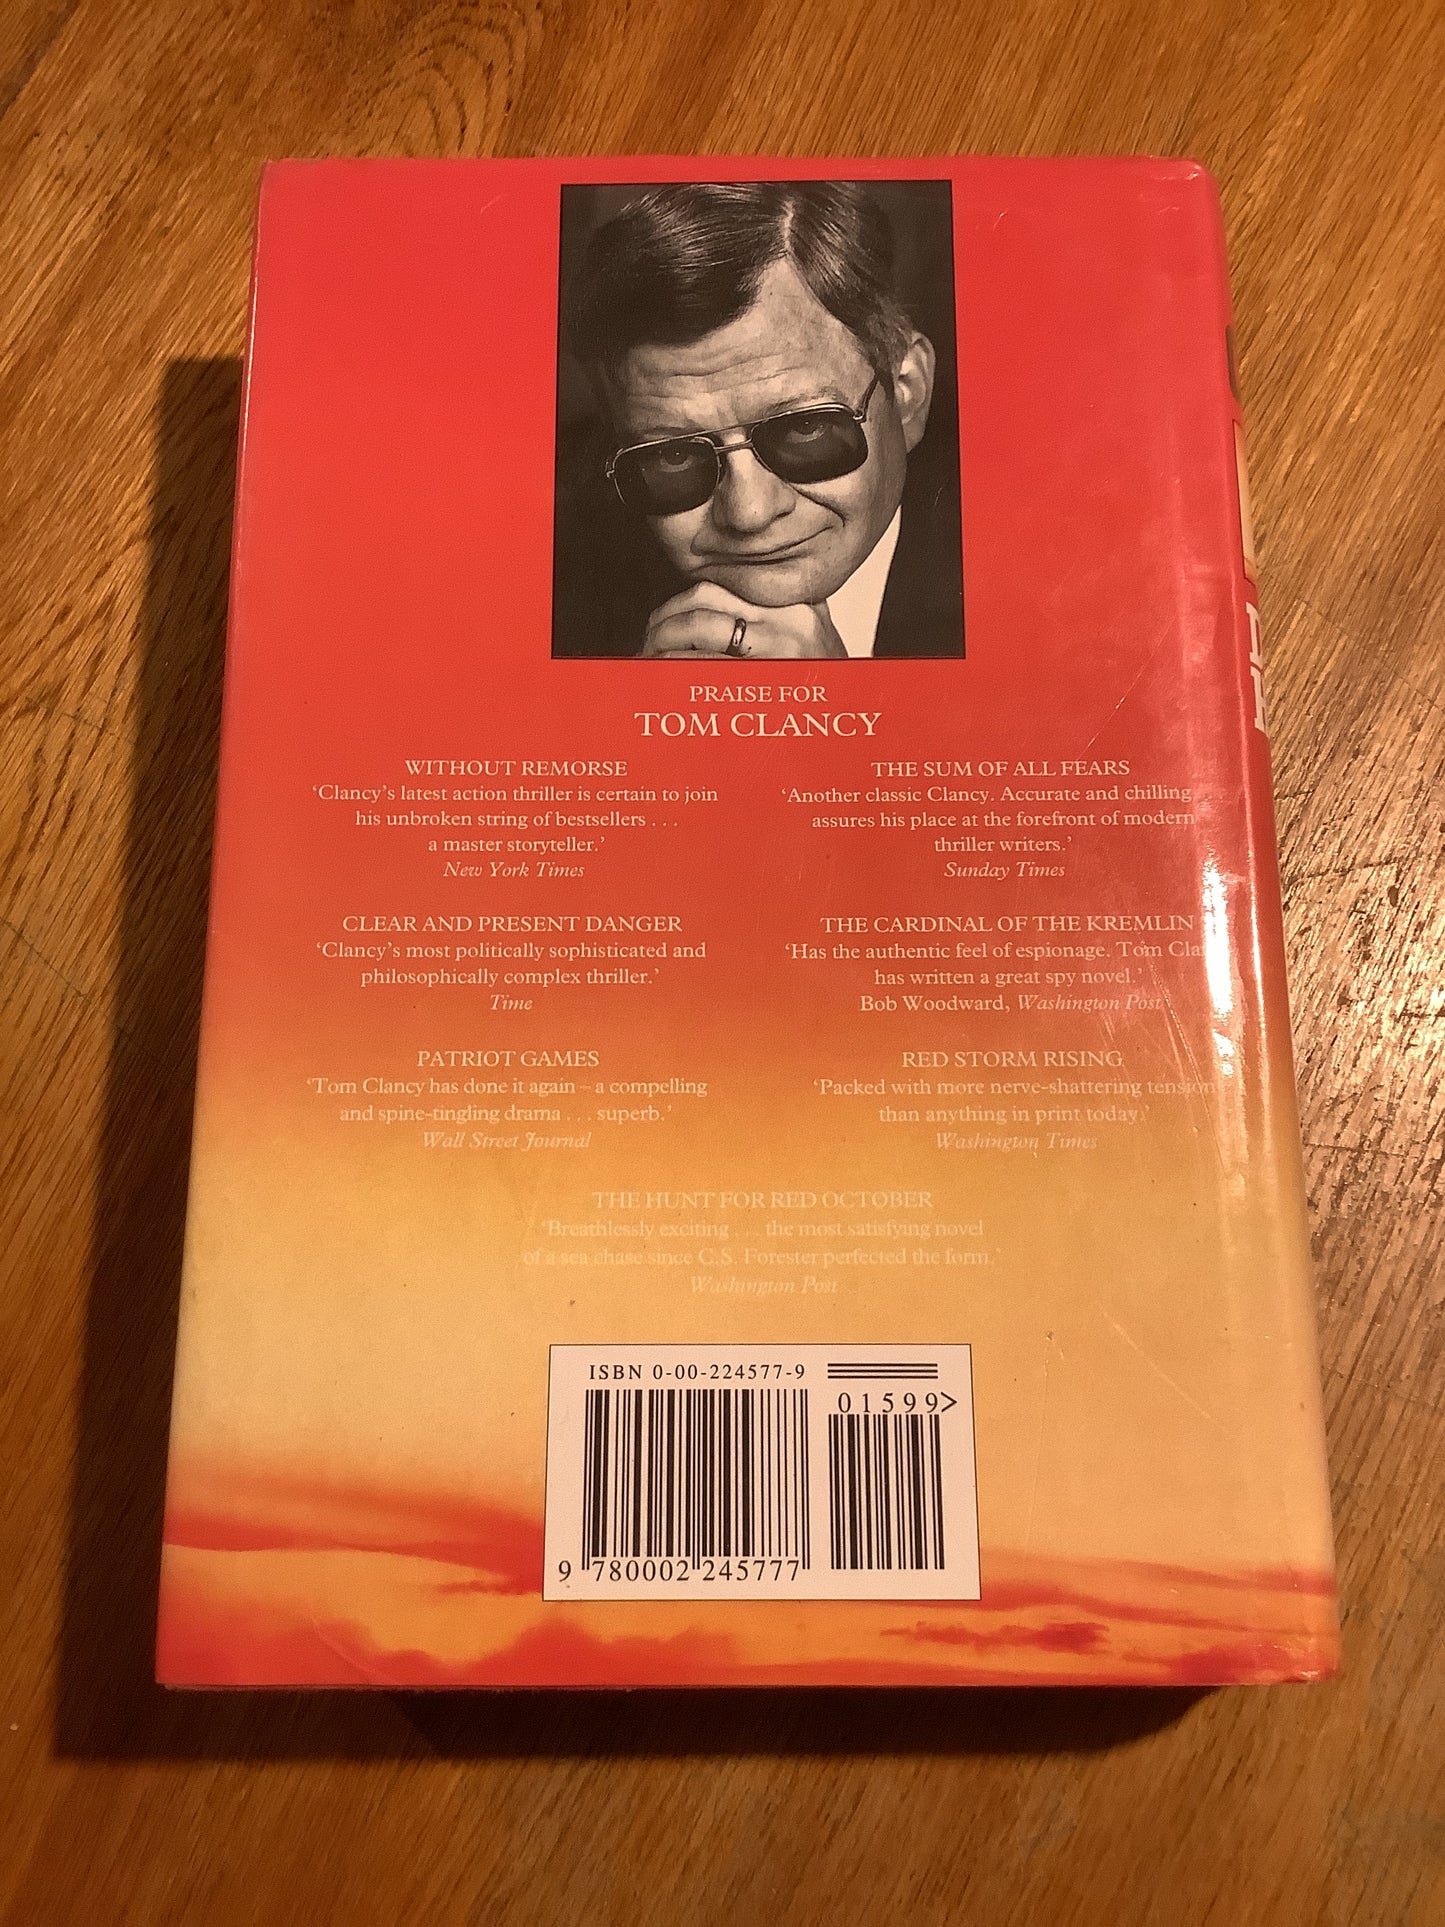 PRAISE FOR
TOM CLANCY
WITHOUT REMORSE
‘Clancy’s latest action thriller is certain to join
his unbroken string of bestsellers . . .
a master storyteller.’
New York Times
CLEAR AND PRESENT DANGER
‘Clancy’s most politically sophisticated and
philosophically complex thriller.’
Time
PATRIOT GAMES
‘Tom Clancy has done it again – a compelling
and spine-tingling drama . . . superb.’
Wall Street Journal
THE SUM OF ALL FEARS
‘Another classic Clancy. Accurate and chilling
assures his place at the forefront of modern
thriller writers.’
Sunday Times
THE CARDINAL OF THE KREMLIN
‘Has the authentic feel of espionage. Tom Cla
has written a great spy novel.’
Bob Woodward, Washington Post
RED STORM RISING
‘Packed with more nerve-shattering tension
than anything in print today.’
Washington Times
THE HUNT FOR RED OCTOBER
‘Breathlessly exciting . . . the most satisfying novel
of a sea chase since C.S. Forester perfected the form.’
Washington Post
ISBN 0-00-224577-9
01599>
9 780002 245777